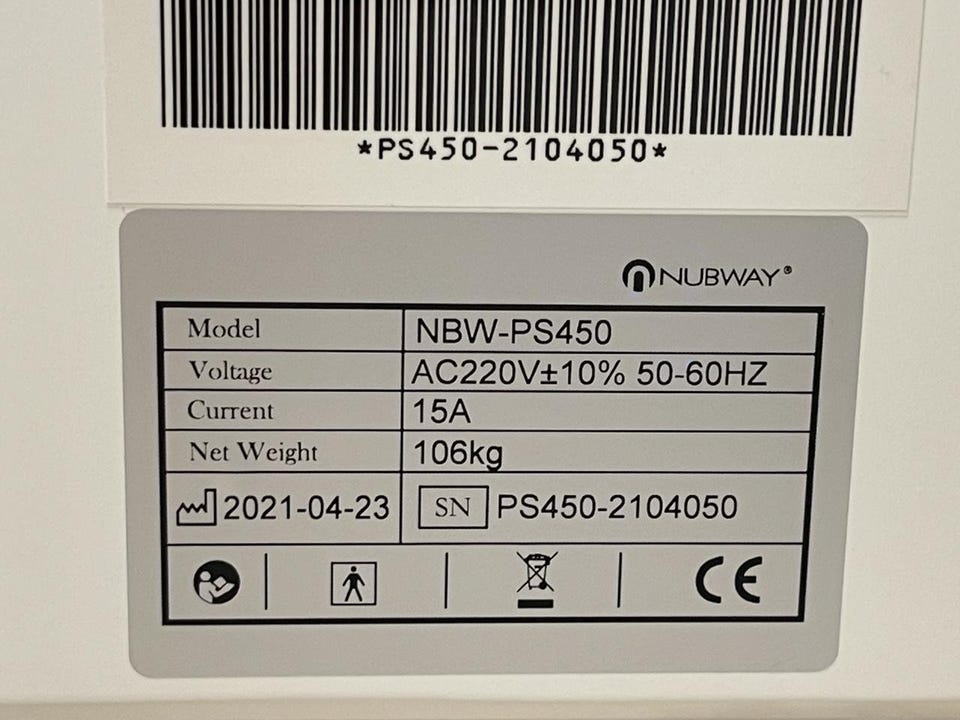 *PS450-2104050*
NUBWAY®
Model NBW-PS450
Voltage AC220V±10% 50-60HZ
Current 15A
Net Weight 106kg
2021-04-23 SN PS450-2104050
CE